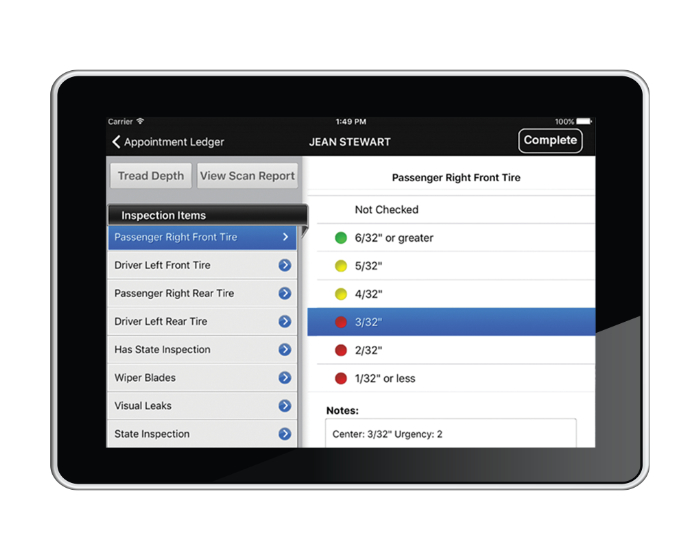 Carrier 1:49 PM 100%
Appointment Ledger JEAN STEWART Complete
Tread Depth View Scan Report
Inspection Items
Passenger Right Front Tire
Driver Left Front Tire
Passenger Right Rear Tire
Driver Left Rear Tire
Has State Inspection
Wiper Blades
Visual Leaks
State Inspection
Passenger Right Front Tire
Not Checked
6/32" or greater
5/32"
4/32"
3/32"
2/32"
1/32" or less
Notes:
Center: 3/32" Urgency: 2